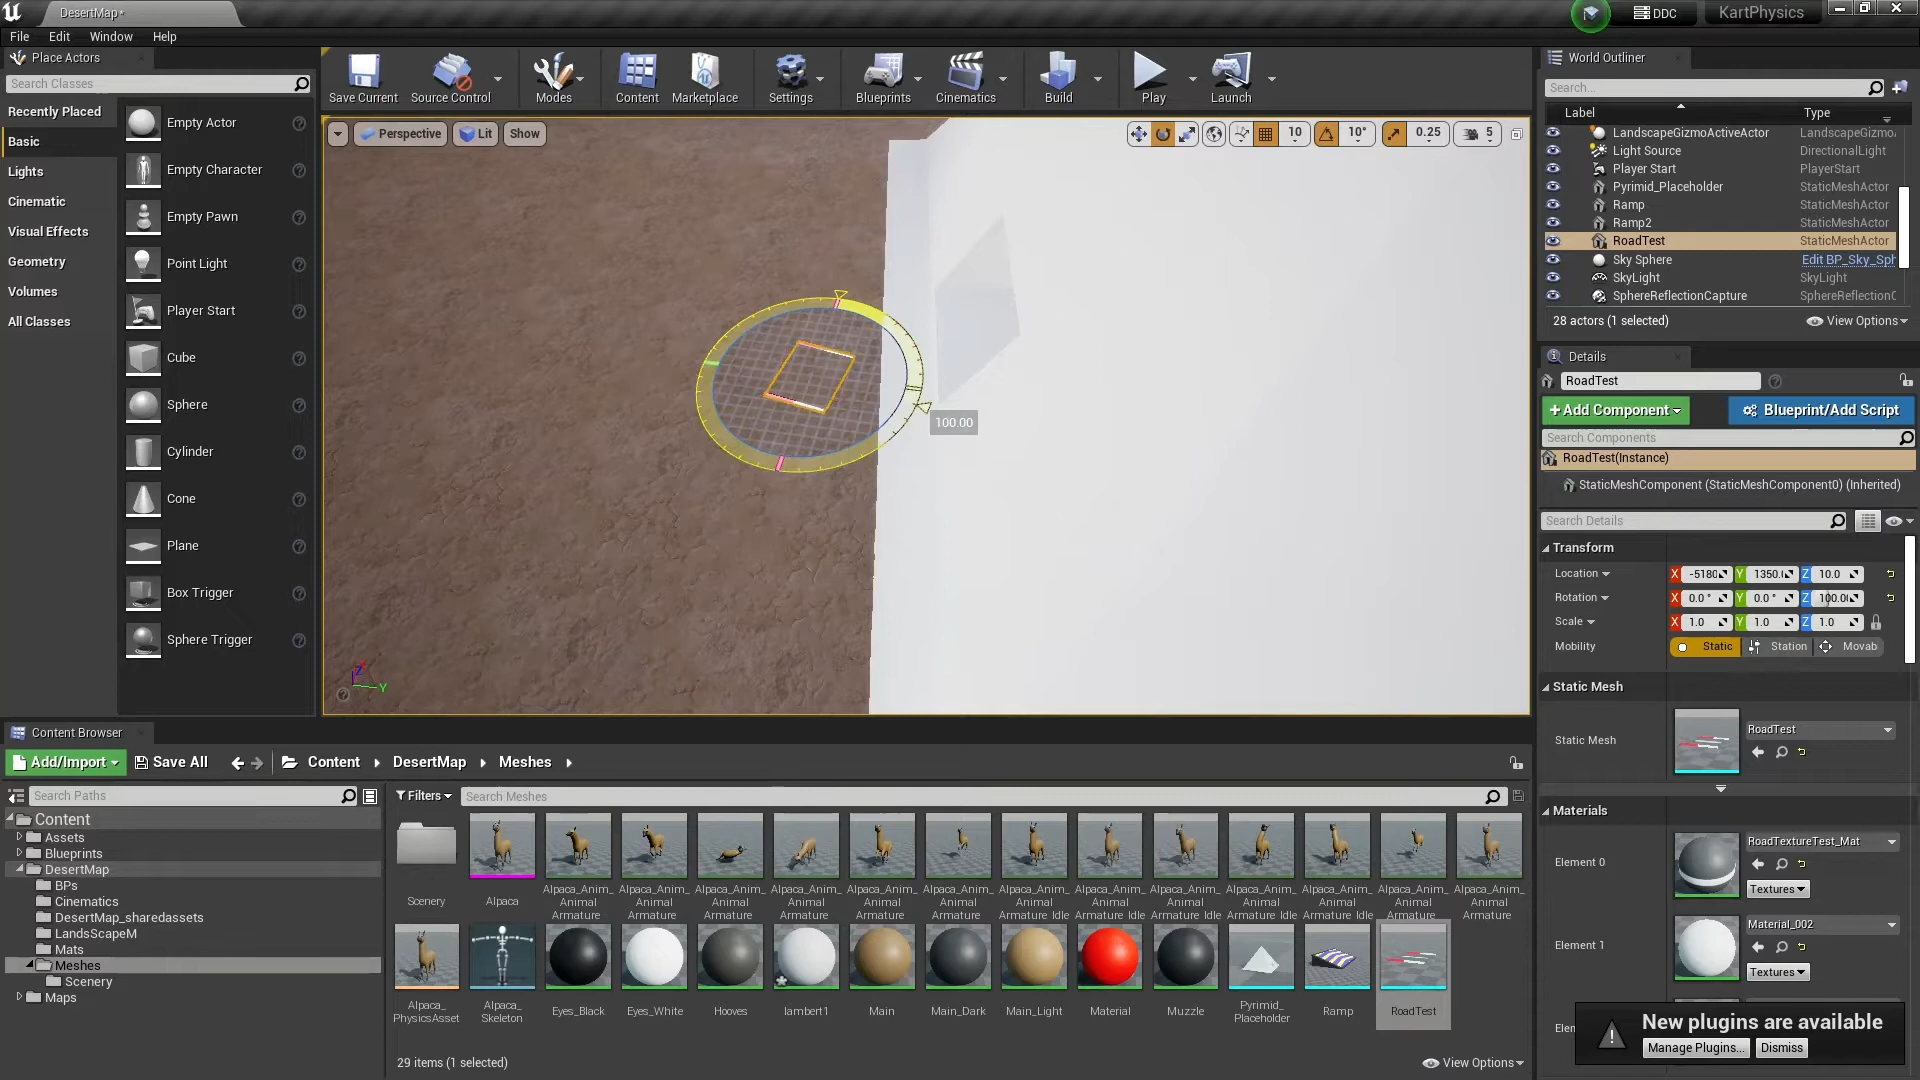 DesertMap*
DDC
KartPhysics
File Edit Window Help
Place Actors
Search Classes
Recently Placed
Basic
Lights
Cinematic
Visual Effects
Geometry
Volumes
All Classes
Empty Actor
Empty Character
Empty Pawn
Point Light
Player Start
Cube
Sphere
Cylinder
Cone
Plane
Box Trigger
Sphere Trigger
Save Current
Source Control
Modes
Content
Marketplace
Settings
Blueprints
Cinematics
Build
Play
Launch
Perspective Lit Show
10 10° 0.25 5
100.00
Z
Y
World Outliner
Search...
Label Type
LandscapeGizmoActiveActor LandscapeGizmo
Light Source DirectionalLight
Player Start PlayerStart
Pyrimid_Placeholder StaticMeshActor
Ramp StaticMeshActor
Ramp2 StaticMeshActor
RoadTest StaticMeshActor
Sky Sphere Edit BP_Sky_Sph
SkyLight SkyLight
SphereReflectionCapture SphereReflectionC
28 actors (1 selected) View Options
Details
RoadTest
+Add Component Blueprint/Add Script
Search Components
RoadTest(Instance)
StaticMeshComponent (StaticMeshComponent0) (Inherited)
Search Details
Transform
Location X -5180 Y 1350.( Z 10.0
Rotation X 0.0 ° Y 0.0 ° Z 100.0(
Scale X 1.0 Y 1.0 Z 1.0
Mobility Static Station Movab
Static Mesh
Static Mesh RoadTest
Materials
Element 0 RoadTextureTest_Mat
Textures
Element 1 Material_002
Textures
Elen
New plugins are available
Manage Plugins... Dismiss
Content Browser
Add/Import Save All Content DesertMap Meshes
Search Paths
Filters Search Meshes
Content
Assets
Blueprints
DesertMap
BPs
Cinematics
DesertMap_sharedassets
LandsScapeM
Mats
Meshes
Scenery
Maps
Scenery
Alpaca
Alpaca_Anim_ Animal Armature
Alpaca_Anim_ Animal Armature
Alpaca_Anim_ Animal Armature
Alpaca_Anim_ Animal Armature
Alpaca_Anim_ Animal Armature
Alpaca_Anim_ Animal Armature
Alpaca_Anim_ Animal Armature Idle
Alpaca_Anim_ Animal Armature Idle
Alpaca_Anim_ Animal Armature Idle
Alpaca_Anim_ Animal Armature Idle
Alpaca_Anim_ Animal Armature Idle
Alpaca_Anim_ Animal Armature
Alpaca_Anim_ Animal Armature
Alpaca_ PhysicsAsset
Alpaca_ Skeleton
Eyes_Black
Eyes_White
Hooves
lambert1
Main
Main_Dark
Main_Light
Material
Muzzle
Pyrimid_ Placeholder
Ramp
RoadTest
29 items (1 selected) View Options